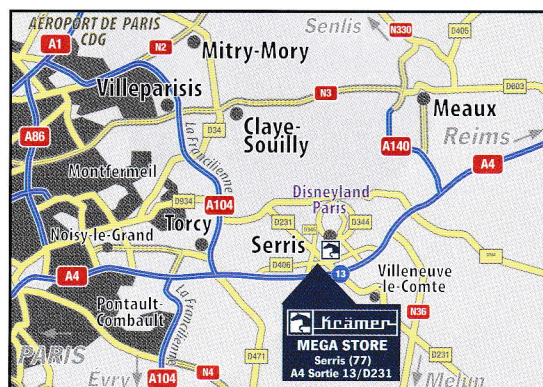 AÉROPORT DE PARIS
CDG
A1
N2
Mitry-Mory
Senlis
N330
D405
Villeparisis
N3
D603
Meaux
A86
D34
Claye-
Souilly
A140
Reims
A4
La Francilienne
Montfermeil
D934
A104
Disneyland
Paris
Torcy
D231
D344
Noisy-le-Grand
Serris
A4
D406
13
Villeneuve
le-Comte
Pontault-
Combault
La Francilienne
Krämer
MEGA STORE
Serris (77)
A4 Sortie 13/D231
N36
PARIS
Evry
A104
N4
D471
D231
Melun